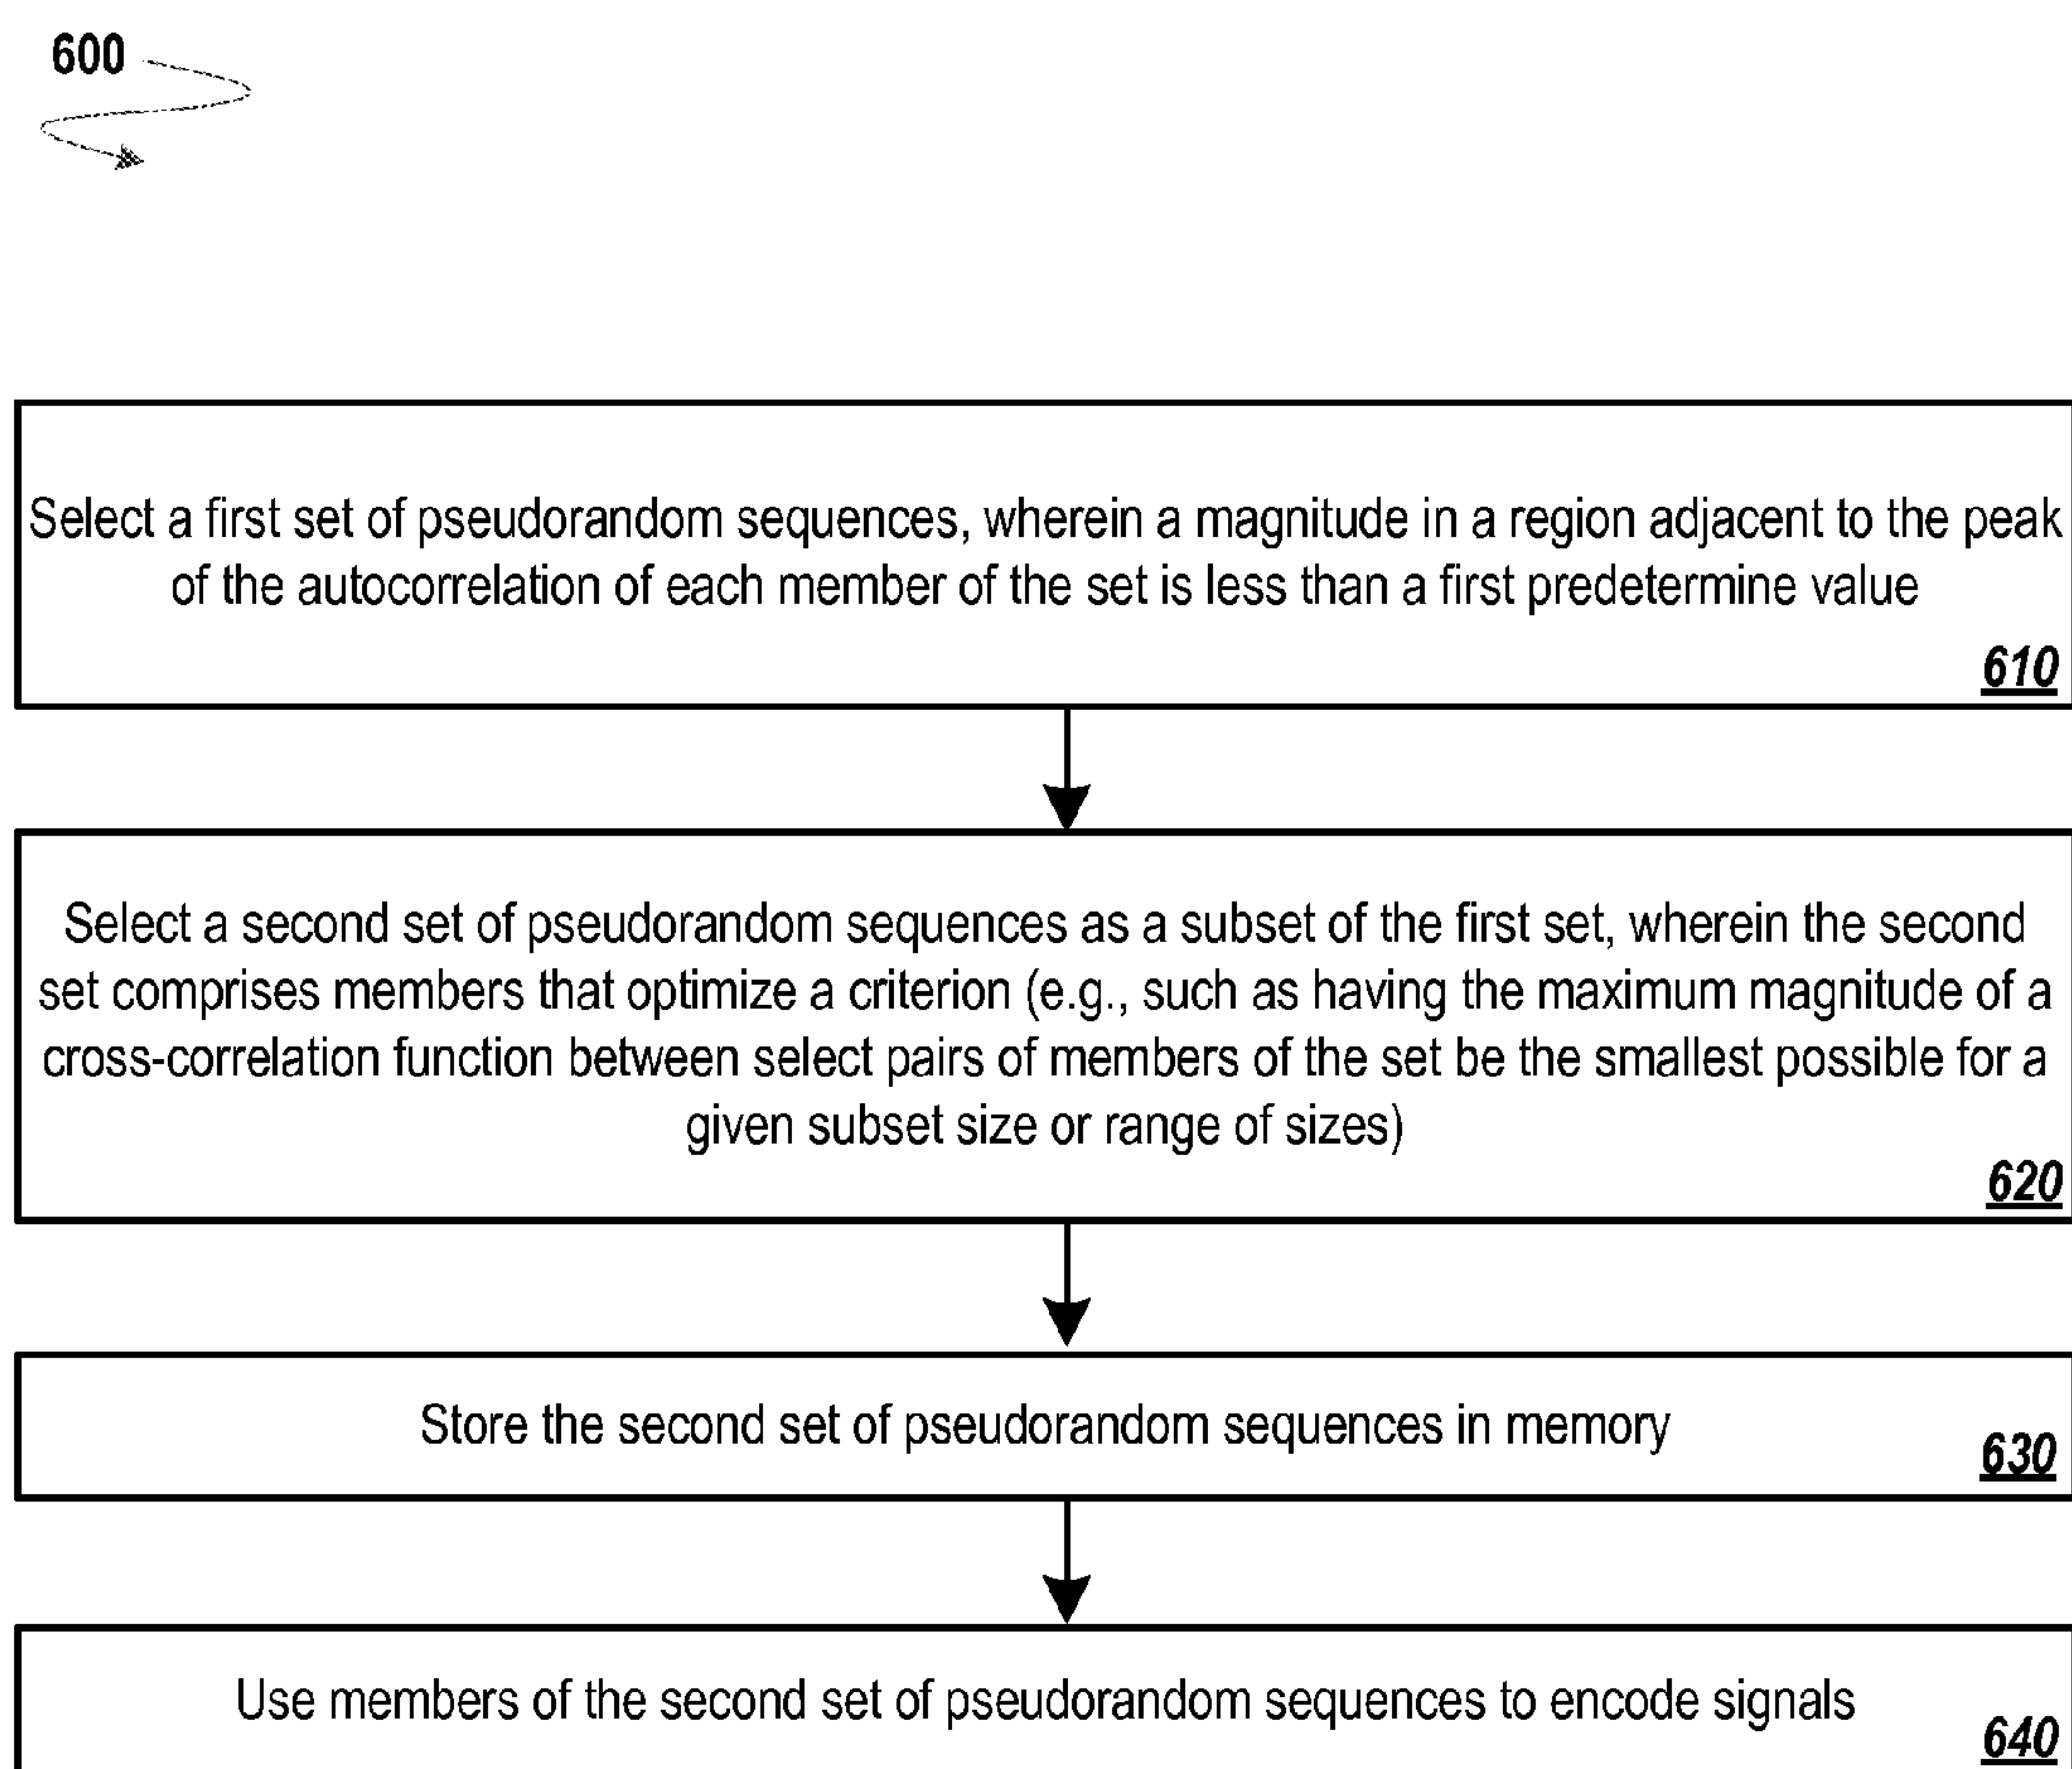 600
Select a first set of pseudorandom sequences, wherein a magnitude in a region adjacent to the peak
of the autocorrelation of each member of the set is less than a first predetermine value
610
Select a second set of pseudorandom sequences as a subset of the first set, wherein the second
set comprises members that optimize a criterion (e.g., such as having the maximum magnitude of a
cross-correlation function between select pairs of members of the set be the smallest possible for a
given subset size or range of sizes)
620
Store the second set of pseudorandom sequences in memory
630
Use members of the second set of pseudorandom sequences to encode signals
640